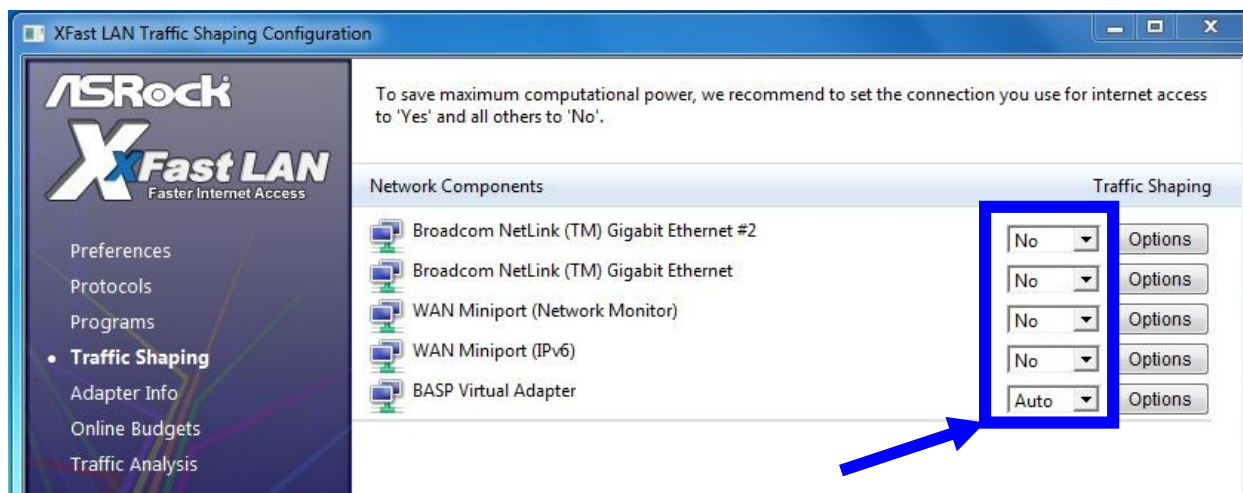 XFast LAN Traffic Shaping Configuration
ASRock
XFast LAN
Faster Internet Access
Preferences
Protocols
Programs
Traffic Shaping
Adapter Info
Online Budgets
Traffic Analysis
To save maximum computational power, we recommend to set the connection you use for internet access
to 'Yes' and all others to 'No'.
Network Components Traffic Shaping
Broadcom NetLink (TM) Gigabit Ethernet #2 No Options
Broadcom NetLink (TM) Gigabit Ethernet No Options
WAN Miniport (Network Monitor) No Options
WAN Miniport (IPv6) No Options
BASP Virtual Adapter Auto Options